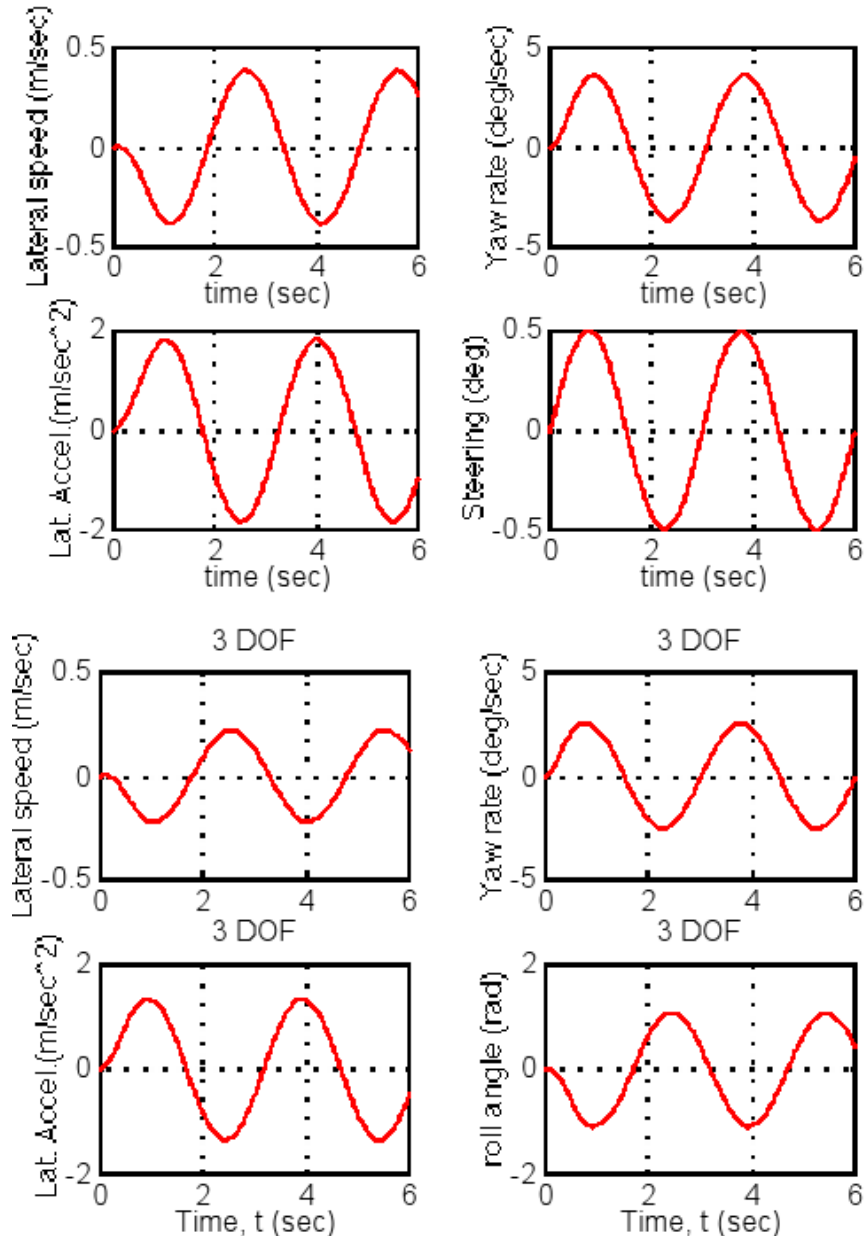 Lateral speed (m/sec)
0.5
0
-0.5
0 2 4 6
time (sec)
Yaw rate (deg/sec)
5
0
-5
0 2 4 6
time (sec)
Lat. Accel.(m/sec^2)
2
0
-2
0 2 4 6
time (sec)
Steering (deg)
0.5
0
-0.5
0 2 4 6
time (sec)
3 DOF
Lateral speed (m/sec)
0.5
0
-0.5
0 2 4 6
3 DOF
Yaw rate (deg/sec)
5
0
-5
0 2 4 6
3 DOF
Lat. Accel.(m/sec^2)
2
0
-2
0 2 4 6
Time, t (sec)
3 DOF
roll angle (rad)
2
0
-2
0 2 4 6
Time, t (sec)